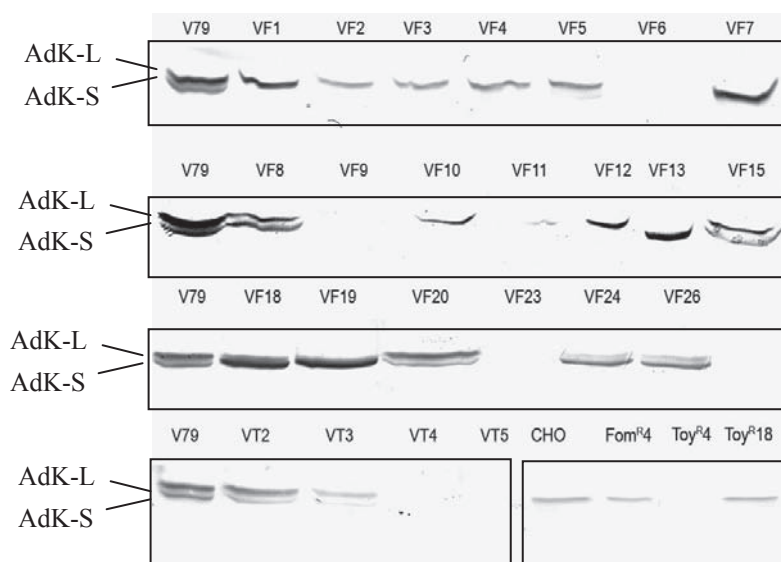 V79 VF1 VF2 VF3 VF4 VF5 VF6 VF7
AdK-L
AdK-S
V79 VF8 VF9 VF10 VF11 VF12 VF13 VF15
AdK-L
AdK-S
V79 VF18 VF19 VF20 VF23 VF24 VF26
AdK-L
AdK-S
V79 VT2 VT3 VT4 VT5 CHO Fomᴿ4 Toyᴿ4 Toyᴿ18
AdK-L
AdK-S